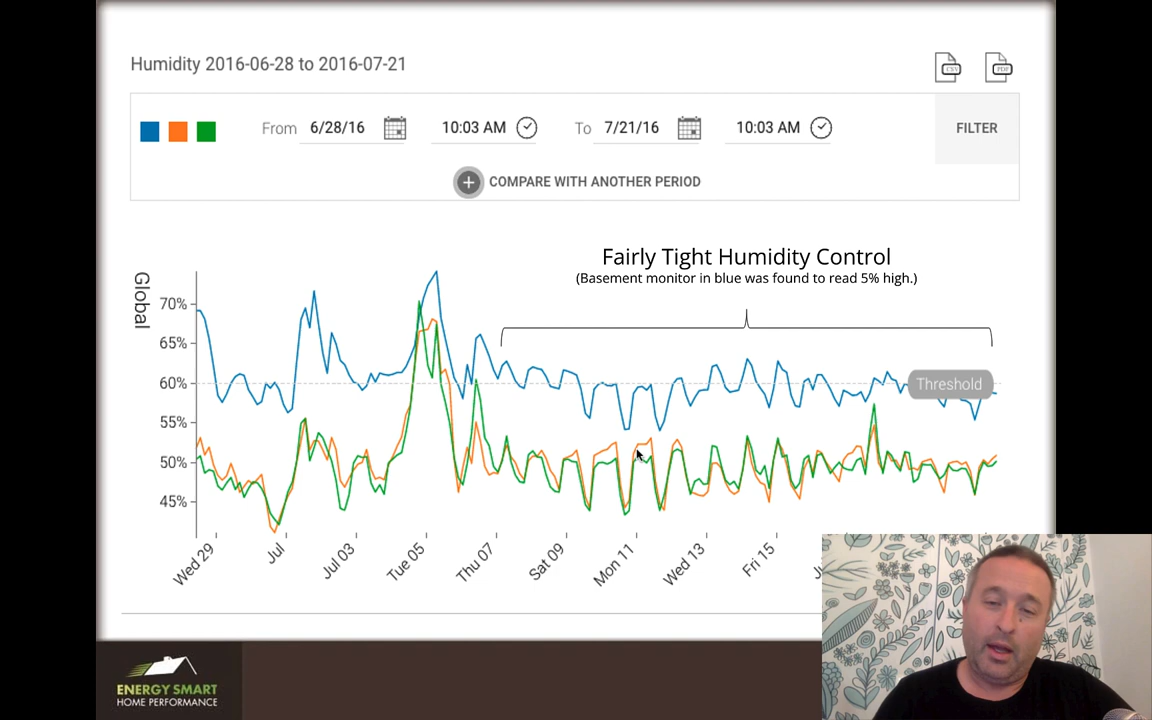 Humidity 2016-06-28 to 2016-07-21
CSV
PDF
From 6/28/16 10:03 AM To 7/21/16 10:03 AM FILTER
COMPARE WITH ANOTHER PERIOD
Fairly Tight Humidity Control
(Basement monitor in blue was found to read 5% high.)
Global
70%
65%
60%
Threshold
55%
50%
45%
Wed 29
Jul
Jul 03
Tue 05
Thu 07
Sat 09
Mon 11
Wed 13
Fri 15
ENERGY SMART
HOME PERFORMANCE